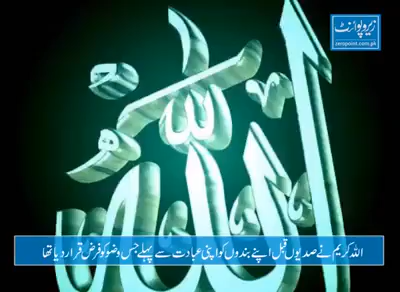 زیرو پوائنٹ
zeropoint.com.pk
الله
اللہ کریم نے صدیوں قبل اپنے بندوں کو اپنی عبادت سے پہلے جس وضو کو فرض قرار دیا تھا